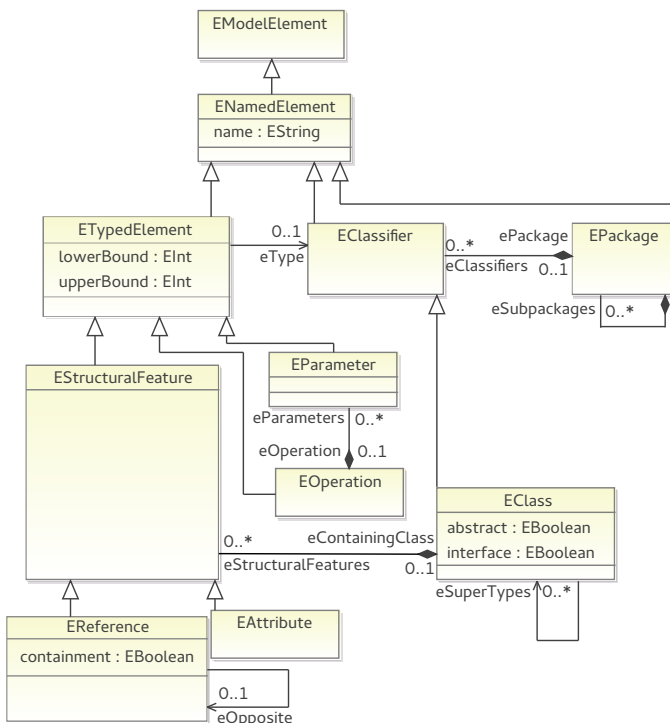 EModelElement
ENamedElement
name : EString
ETypedElement
lowerBound : EInt
upperBound : EInt
0..1
eType
EClassifier
0..*
eClassifiers
ePackage
0..1
EPackage
eSubpackages
0..*
EStructuralFeature
EParameter
eParameters
0..*
eOperation
0..1
EOperation
EClass
abstract : EBoolean
interface : EBoolean
eContainingClass
0..*
0..1
eStructuralFeatures
eSuperTypes
0..*
EReference
containment : EBoolean
EAttribute
0..1
eOpposite